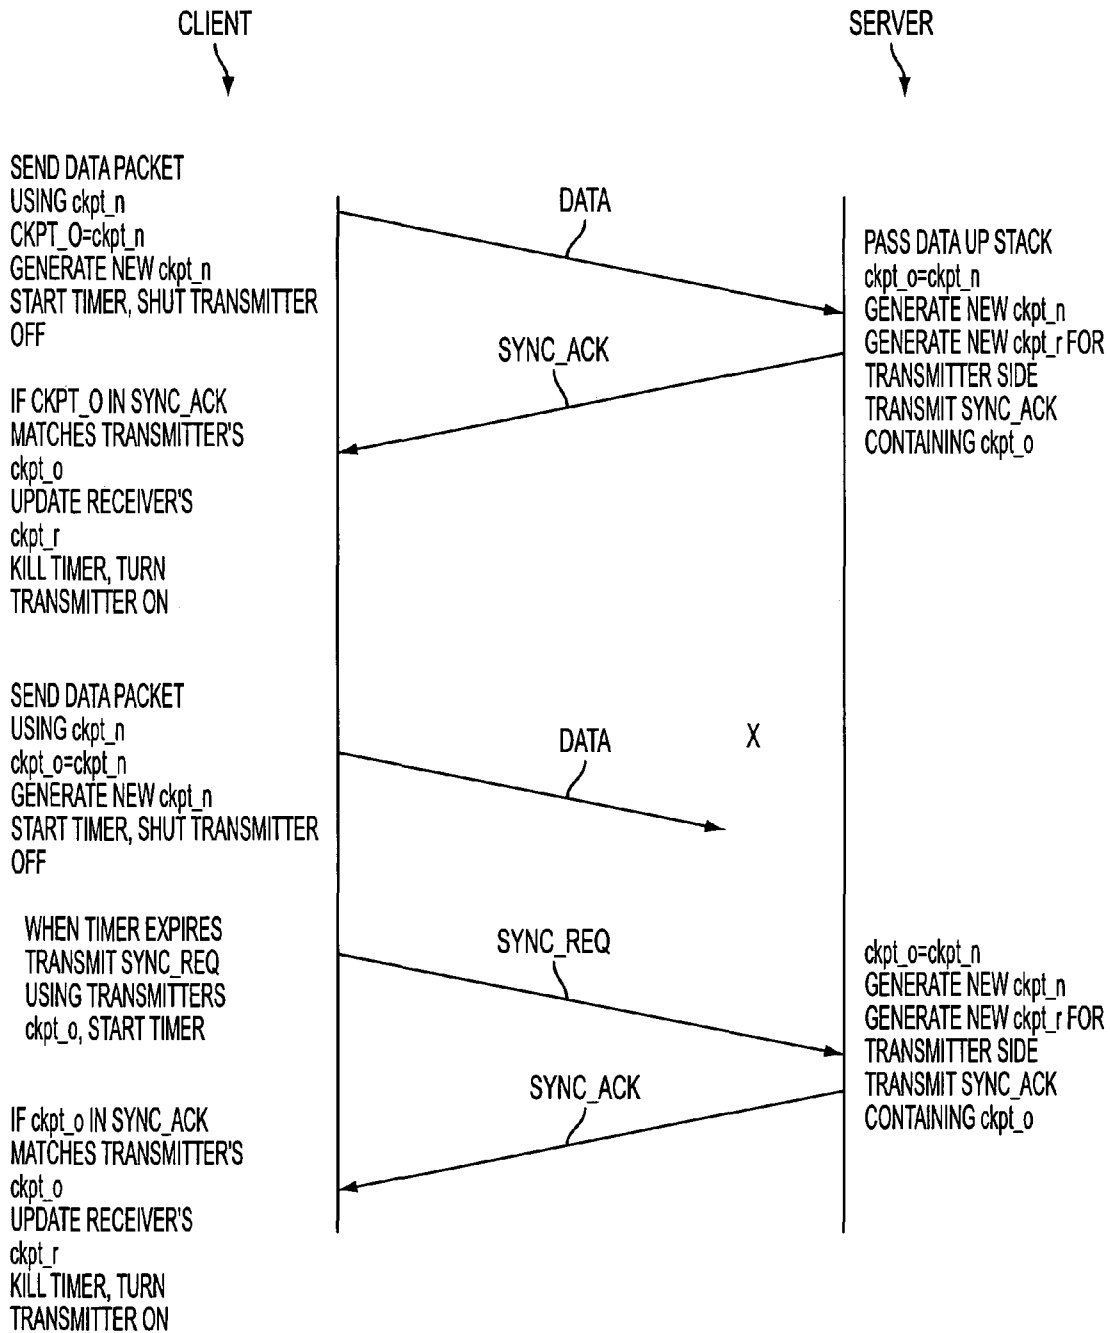 CLIENT
SERVER
SEND DATA PACKET
USING ckpt_n
CKPT_O=ckpt_n
GENERATE NEW ckpt_n
START TIMER, SHUT TRANSMITTER
OFF
DATA
PASS DATA UP STACK
ckpt_o=ckpt_n
GENERATE NEW ckpt_n
GENERATE NEW ckpt_r FOR
TRANSMITTER SIDE
TRANSMIT SYNC_ACK
CONTAINING ckpt_o
SYNC_ACK
IF CKPT_O IN SYNC_ACK
MATCHES TRANSMITTER'S
ckpt_o
UPDATE RECEIVER'S
ckpt_r
KILL TIMER, TURN
TRANSMITTER ON
SEND DATA PACKET
USING ckpt_n
ckpt_o=ckpt_n
GENERATE NEW ckpt_n
START TIMER, SHUT TRANSMITTER
OFF
DATA
X
WHEN TIMER EXPIRES
TRANSMIT SYNC_REQ
USING TRANSMITTERS
ckpt_o, START TIMER
SYNC_REQ
ckpt_o=ckpt_n
GENERATE NEW ckpt_n
GENERATE NEW ckpt_r FOR
TRANSMITTER SIDE
TRANSMIT SYNC_ACK
CONTAINING ckpt_o
SYNC_ACK
IF ckpt_o IN SYNC_ACK
MATCHES TRANSMITTER'S
ckpt_o
UPDATE RECEIVER'S
ckpt_r
KILL TIMER, TURN
TRANSMITTER ON